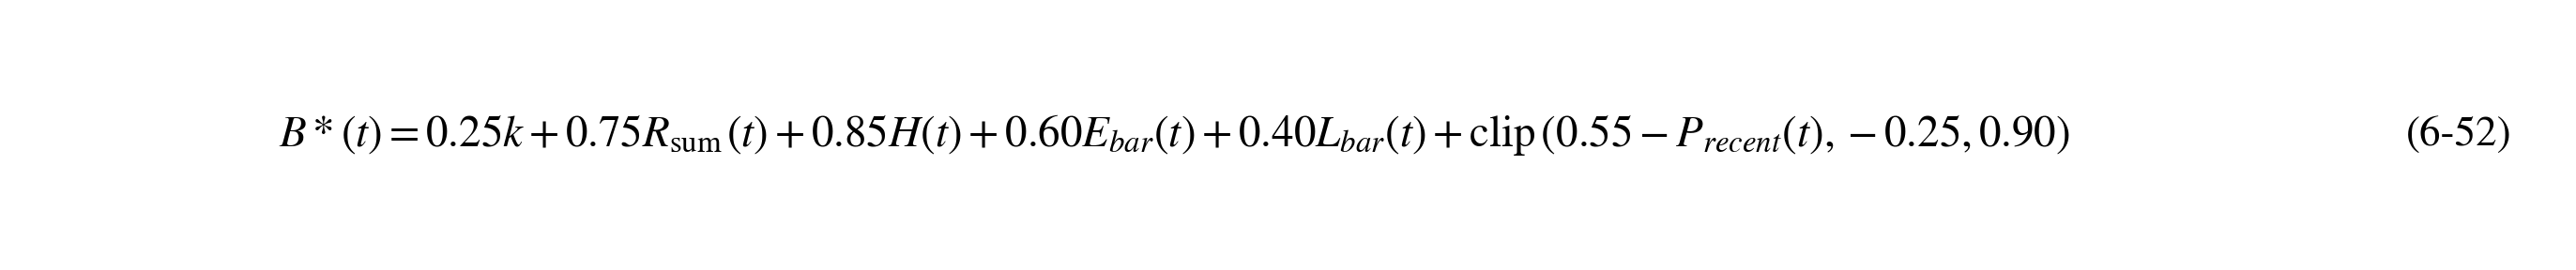 B*(t) = 0.25k + 0.75R_sum(t) + 0.85H(t) + 0.60E_bar(t) + 0.40L_bar(t) + clip(0.55 − P_recent(t), −0.25, 0.90) (6-52)